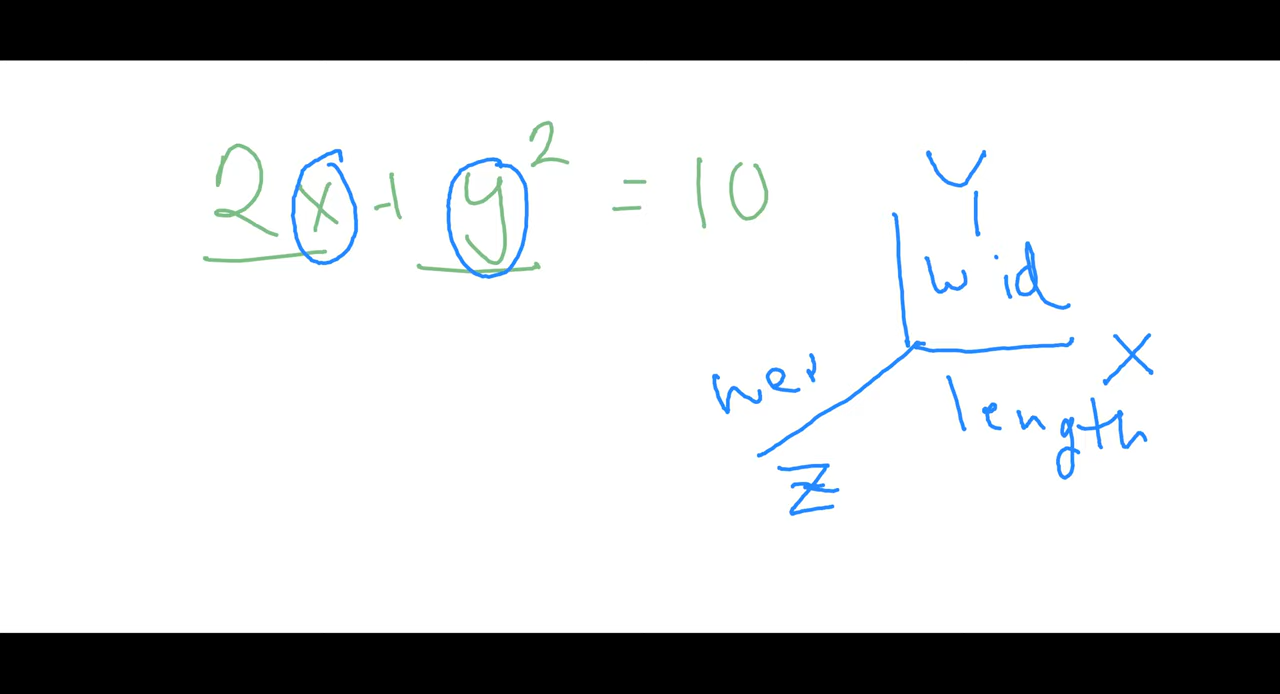 2x + y² = 10
Y
wid
X
length
Z